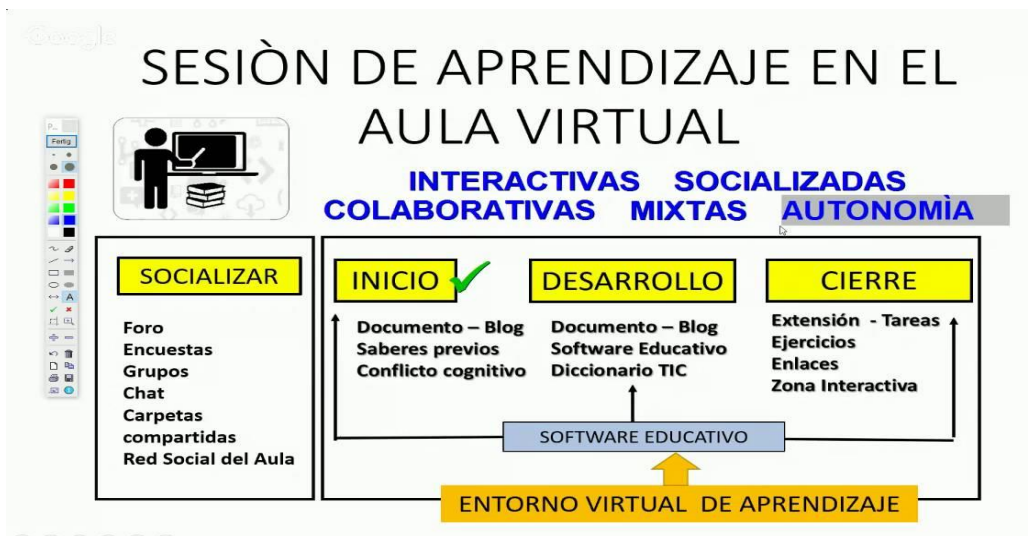 Google
SESIÒN DE APRENDIZAJE EN EL
AULA VIRTUAL
P...
Fertig
INTERACTIVAS SOCIALIZADAS
COLABORATIVAS MIXTAS AUTONOMÌA
SOCIALIZAR
Foro
Encuestas
Grupos
Chat
Carpetas
compartidas
Red Social del Aula
INICIO
Documento – Blog
Saberes previos
Conflicto cognitivo
DESARROLLO
Documento – Blog
Software Educativo
Diccionario TIC
CIERRE
Extensión - Tareas
Ejercicios
Enlaces
Zona Interactiva
SOFTWARE EDUCATIVO
ENTORNO VIRTUAL DE APRENDIZAJE